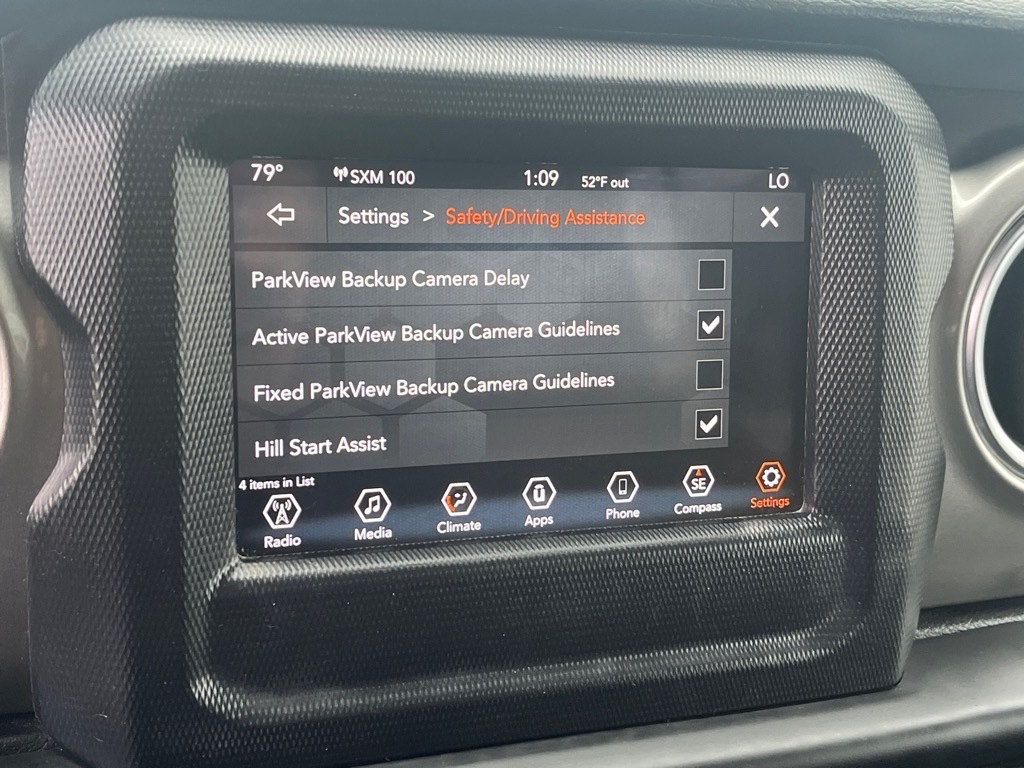 79° SXM 100 1:09 52°F out LO
Settings > Safety/Driving Assistance X
ParkView Backup Camera Delay
Active ParkView Backup Camera Guidelines
Fixed ParkView Backup Camera Guidelines
Hill Start Assist
4 items in List
SE
Radio Media Climate Apps Phone Compass Settings